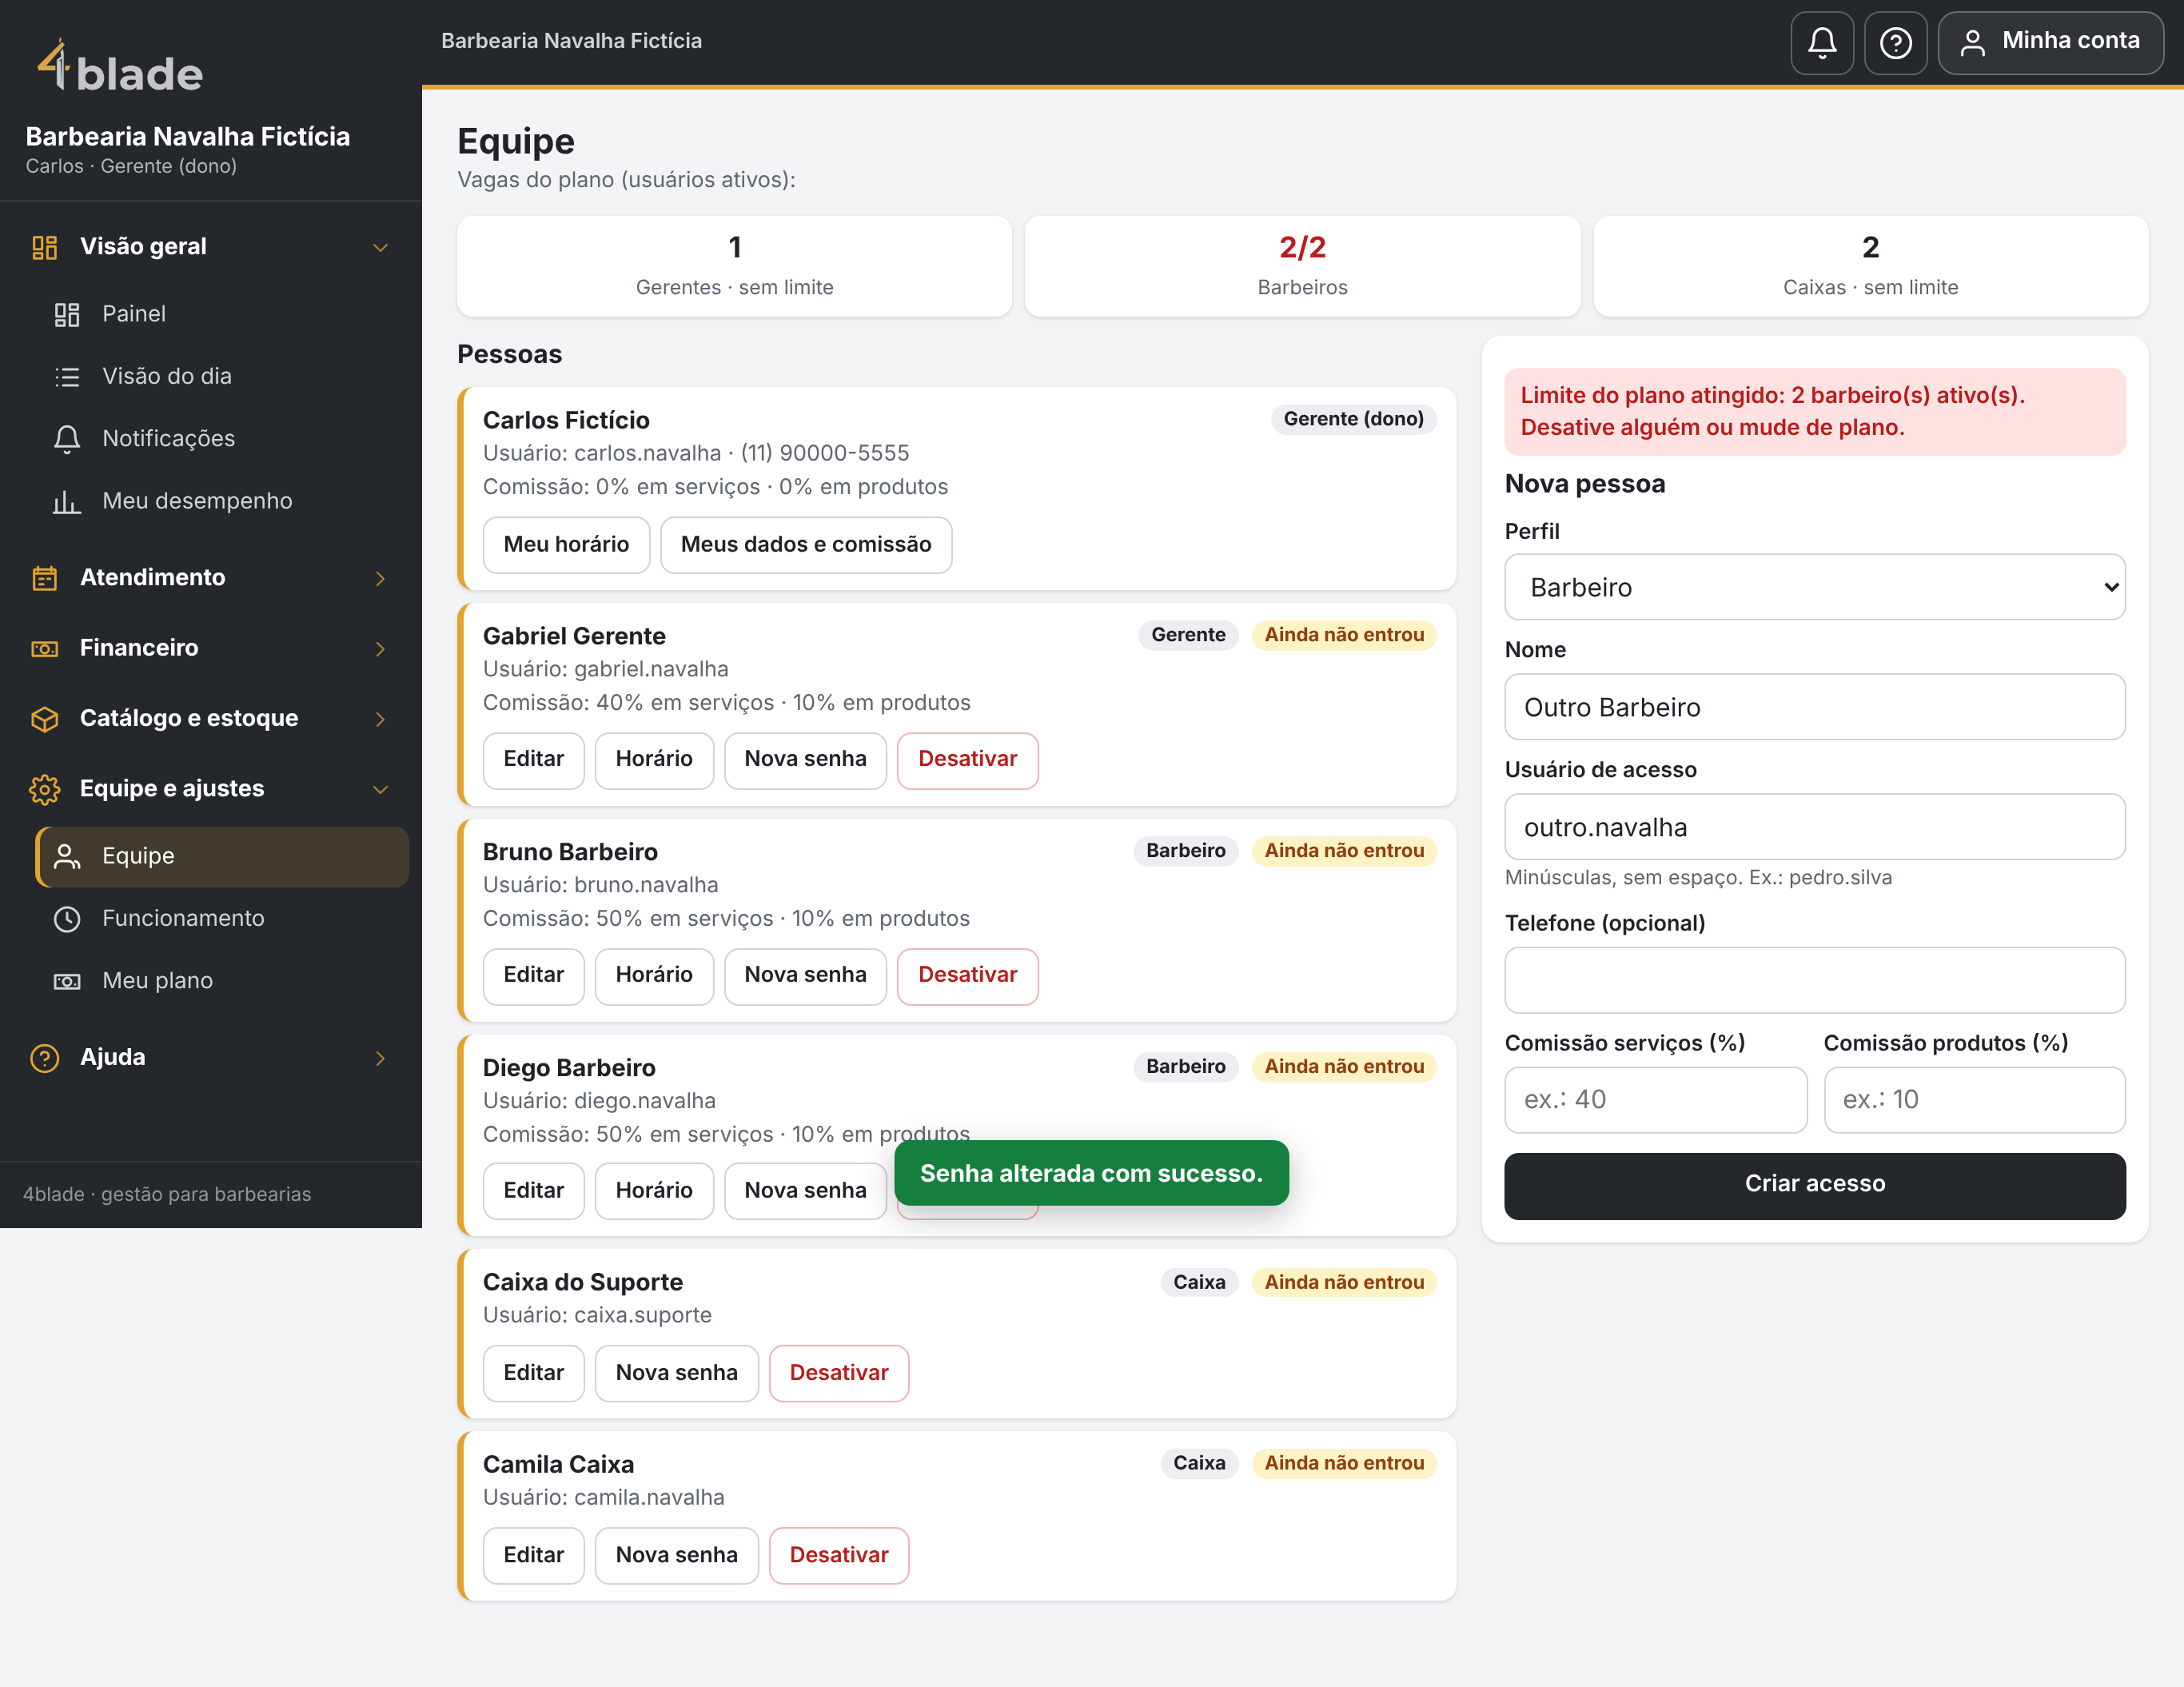 4blade
Barbearia Navalha Fictícia
Carlos · Gerente (dono)
Visão geral
Painel
Visão do dia
Notificações
Meu desempenho
Atendimento
Financeiro
Catálogo e estoque
Equipe e ajustes
Equipe
Funcionamento
Meu plano
Ajuda
4blade · gestão para barbearias
Barbearia Navalha Fictícia
Minha conta
Equipe
Vagas do plano (usuários ativos):
1
Gerentes · sem limite
2/2
Barbeiros
2
Caixas · sem limite
Pessoas
Carlos Fictício
Gerente (dono)
Usuário: carlos.navalha · (11) 90000-5555
Comissão: 0% em serviços · 0% em produtos
Meu horário Meus dados e comissão
Gabriel Gerente
Gerente Ainda não entrou
Usuário: gabriel.navalha
Comissão: 40% em serviços · 10% em produtos
Editar Horário Nova senha Desativar
Bruno Barbeiro
Barbeiro Ainda não entrou
Usuário: bruno.navalha
Comissão: 50% em serviços · 10% em produtos
Editar Horário Nova senha Desativar
Diego Barbeiro
Barbeiro Ainda não entrou
Usuário: diego.navalha
Comissão: 50% em serviços · 10% em produtos
Editar Horário Nova senha
Senha alterada com sucesso.
Caixa do Suporte
Caixa Ainda não entrou
Usuário: caixa.suporte
Editar Nova senha Desativar
Camila Caixa
Caixa Ainda não entrou
Usuário: camila.navalha
Editar Nova senha Desativar
Limite do plano atingido: 2 barbeiro(s) ativo(s).
Desative alguém ou mude de plano.
Nova pessoa
Perfil
Barbeiro
Nome
Outro Barbeiro
Usuário de acesso
outro.navalha
Minúsculas, sem espaço. Ex.: pedro.silva
Telefone (opcional)
Comissão serviços (%) Comissão produtos (%)
ex.: 40 ex.: 10
Criar acesso